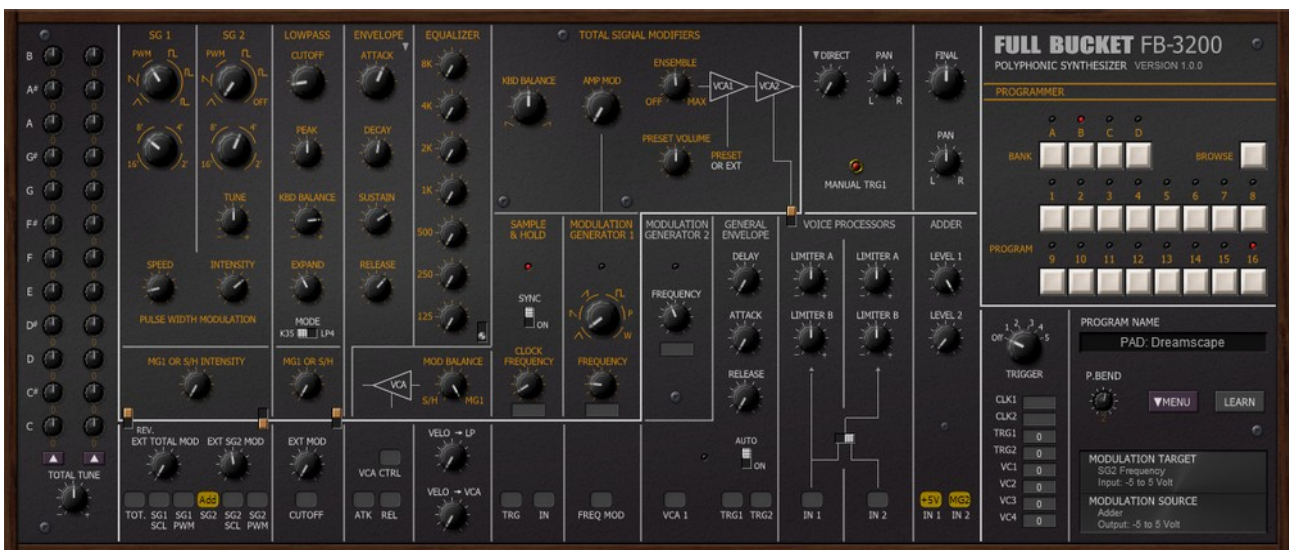 SG 1
SG 2
LOWPASS
ENVELOPE
EQUALIZER
TOTAL SIGNAL MODIFIERS
▼DIRECT
PAN
FINAL
FULL BUCKET FB-3200
POLYPHONIC SYNTHESIZER VERSION 1.0.0
PROGRAMMER
B
A#
A
G#
G
F#
F
E
D#
D
C#
C
TOTAL TUNE
PWM
PWM
OFF
8'
4'
16'
2'
8'
4'
16'
2'
TUNE
SPEED
INTENSITY
PULSE WIDTH MODULATION
MG1 OR S/H INTENSITY
CUTOFF
PEAK
KBD BALANCE
EXPAND
MODE
K35
LP4
MG1 OR S/H
ATTACK
DECAY
SUSTAIN
RELEASE
8K
4K
2K
1K
500
250
125
KBD BALANCE
AMP MOD
ENSEMBLE
OFF
MAX
VCA1
VCA2
PRESET VOLUME
PRESET
OR EXT
L
R
MANUAL TRG1
PAN
L
R
A
B
C
D
BANK
BROWSE
1
2
3
4
5
6
7
8
PROGRAM
9
10
11
12
13
14
15
16
SAMPLE
& HOLD
SYNC
ON
CLOCK
FREQUENCY
MODULATION
GENERATOR 1
P
W
FREQUENCY
MODULATION
GENERATOR 2
FREQUENCY
GENERAL
ENVELOPE
DELAY
ATTACK
RELEASE
AUTO
ON
VOICE PROCESSORS
LIMITER A
LIMITER A
LIMITER B
LIMITER B
ADDER
LEVEL 1
LEVEL 2
VCA
MOD BALANCE
S/H
MG1
REV.
EXT TOTAL MOD
EXT SG2 MOD
EXT MOD
VCA CTRL
VELO → LP
VELO → VCA
Add
TOT.
SG1
SCL
SG1
PWM
SG2
SG2
SCL
SG2
PWM
CUTOFF
ATK
REL
TRG
IN
FREQ MOD
VCA 1
TRG1
TRG2
IN 1
IN 2
+5V
MG2
IN 1
IN 2
Off
1
2
3
4
5
TRIGGER
CLK1
CLK2
TRG1
0
TRG2
0
VC1
0
VC2
0
VC3
0
VC4
0
PROGRAM NAME
PAD: Dreamscape
P.BEND
2
▼MENU
LEARN
MODULATION TARGET
SG2 Frequency
Input: -5 to 5 Volt
MODULATION SOURCE
Adder
Output: -5 to 5 Volt